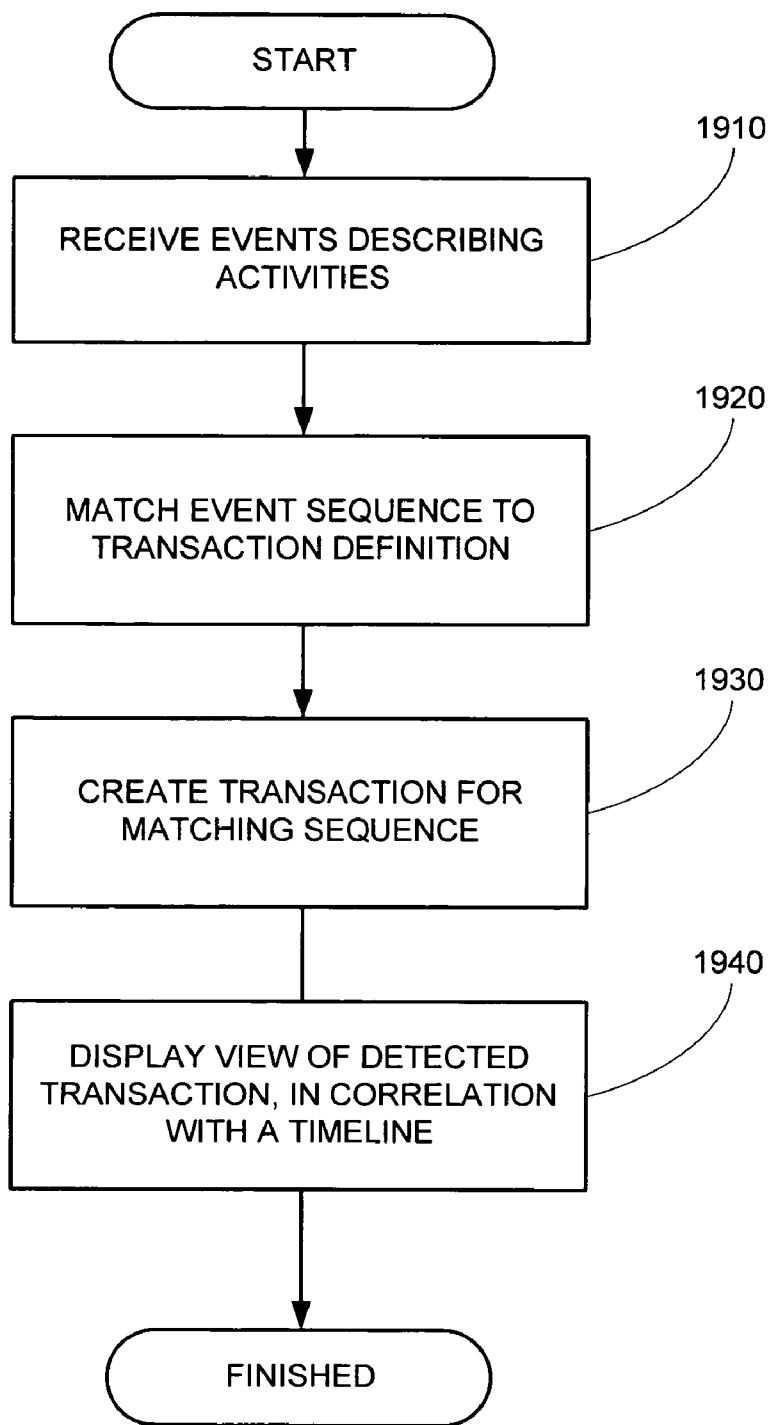 START
1910
RECEIVE EVENTS DESCRIBING
ACTIVITIES
1920
MATCH EVENT SEQUENCE TO
TRANSACTION DEFINITION
1930
CREATE TRANSACTION FOR
MATCHING SEQUENCE
1940
DISPLAY VIEW OF DETECTED
TRANSACTION, IN CORRELATION
WITH A TIMELINE
FINISHED